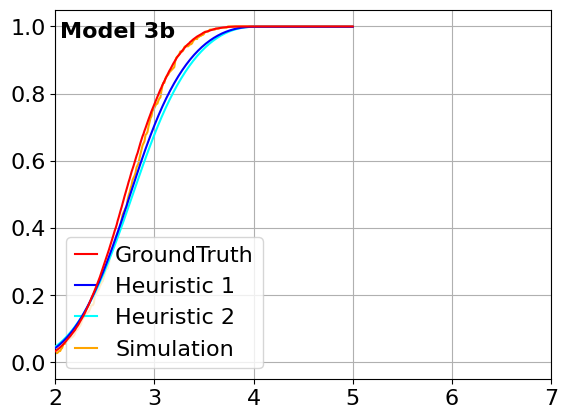 Model 3b
1.0
0.8
0.6
0.4
0.2
0.0
GroundTruth
Heuristic 1
Heuristic 2
Simulation
2 3 4 5 6 7